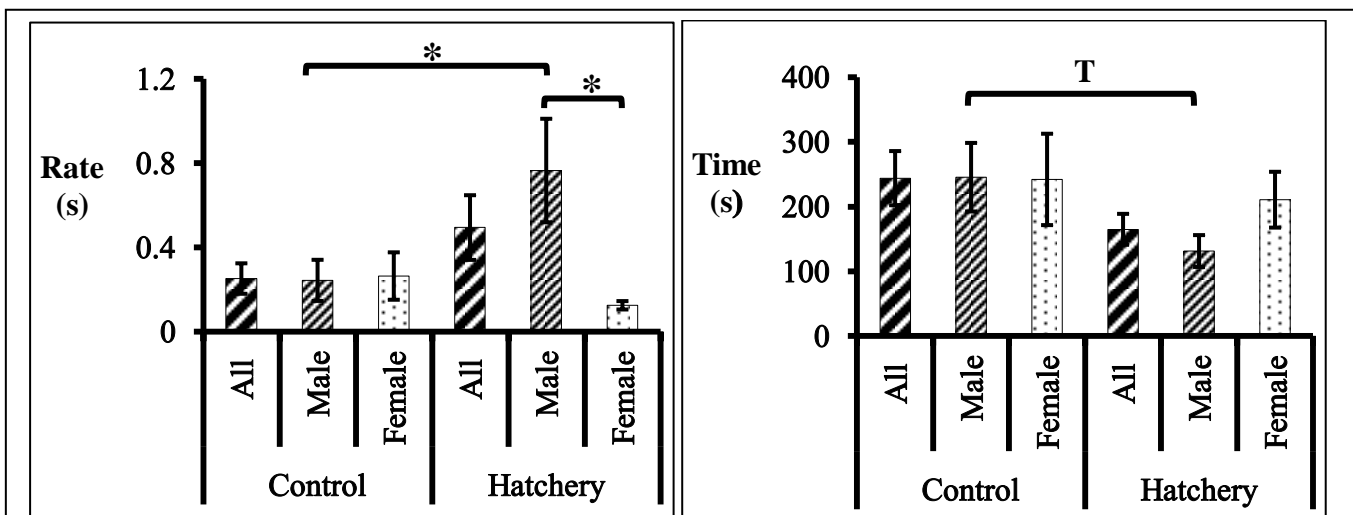 *
1.2
*
0.8
Rate
(s)
0.4
0
All
Male
Female
All
Male
Female
Control
Hatchery
400
T
300
Time
(s)
200
100
0
All
Male
Female
All
Male
Female
Control
Hatchery